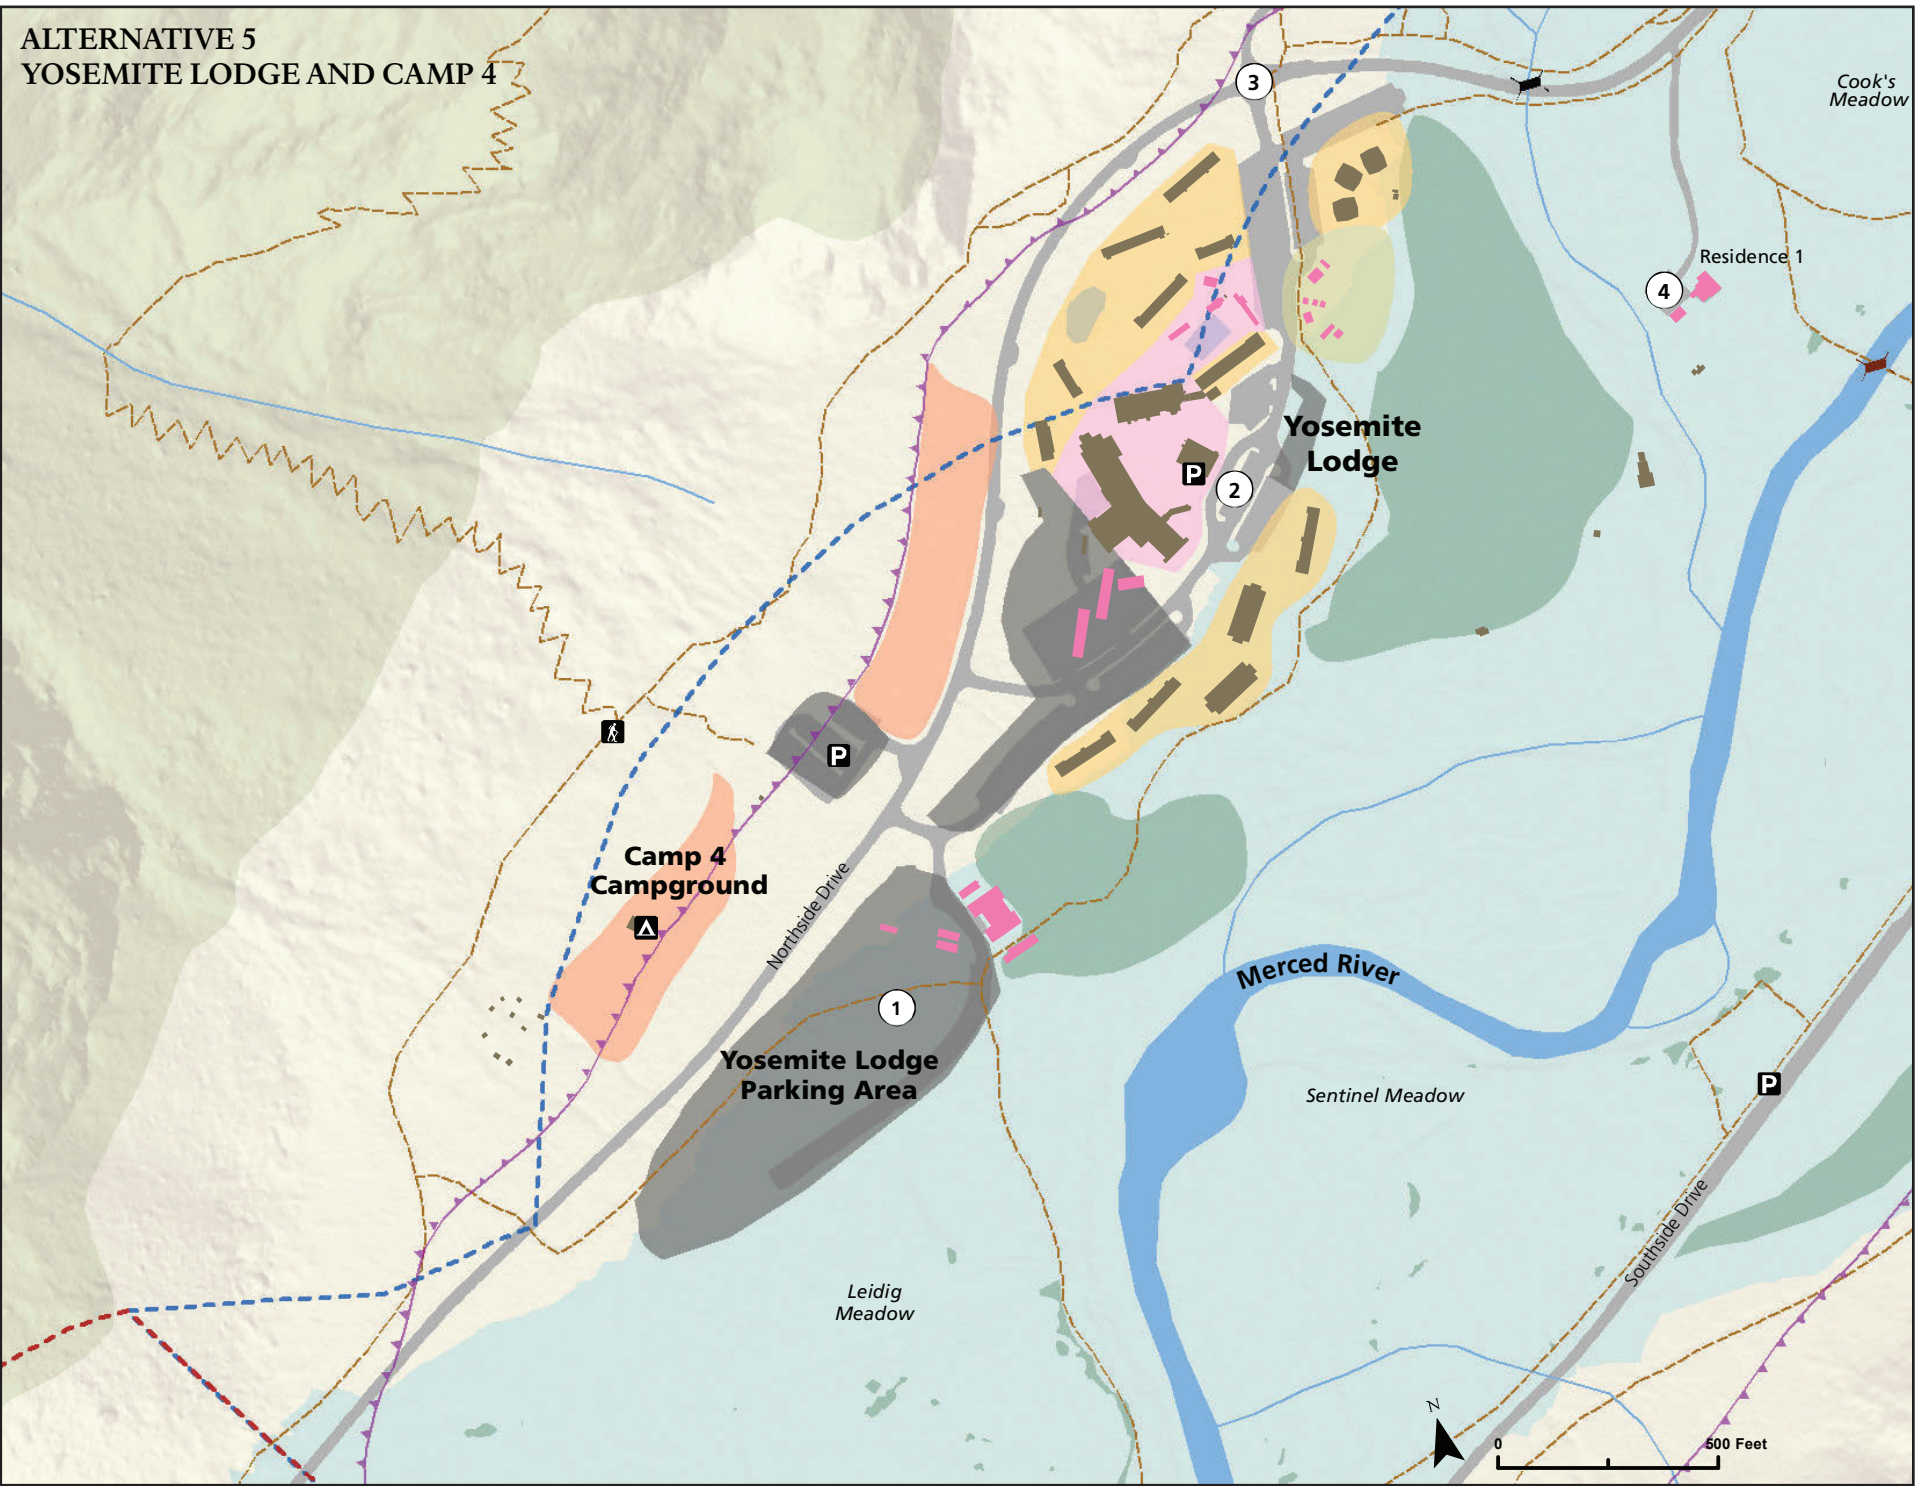 ALTERNATIVE 5
YOSEMITE LODGE AND CAMP 4
3
Cook's
Meadow
Residence 1
4
Yosemite
Lodge
P
2
P
Camp 4
Campground
Northside Drive
Merced River
1
Yosemite Lodge
Parking Area
Sentinel Meadow
P
Southside Drive
Leidig
Meadow
N
0
500 Feet